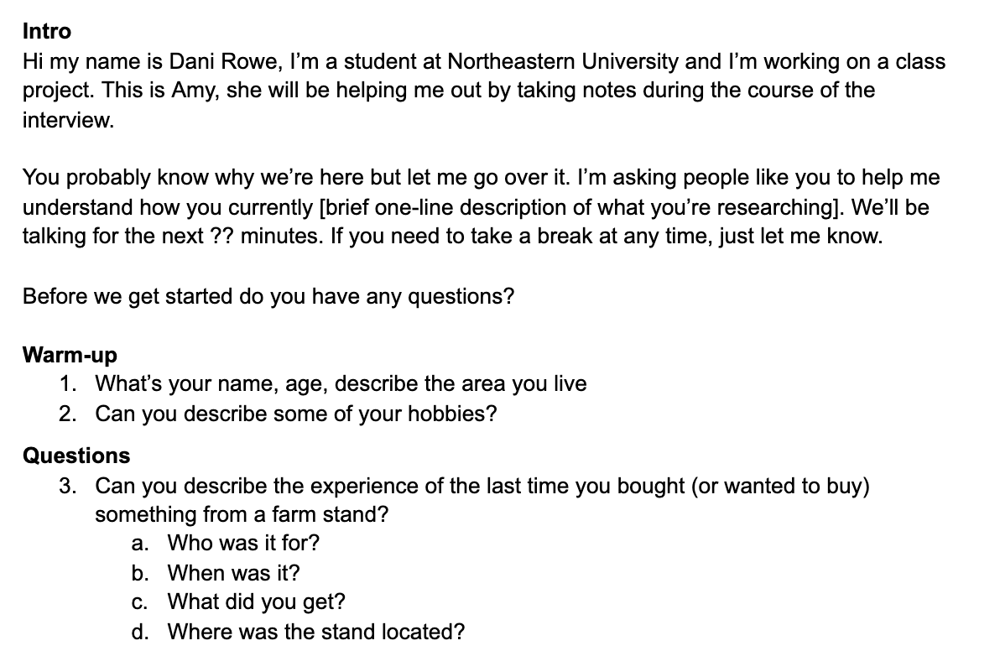 Intro
Hi my name is Dani Rowe, I’m a student at Northeastern University and I’m working on a class
project. This is Amy, she will be helping me out by taking notes during the course of the
interview.
You probably know why we’re here but let me go over it. I’m asking people like you to help me
understand how you currently [brief one-line description of what you’re researching]. We’ll be
talking for the next ?? minutes. If you need to take a break at any time, just let me know.
Before we get started do you have any questions?
Warm-up
1. What’s your name, age, describe the area you live
2. Can you describe some of your hobbies?
Questions
3. Can you describe the experience of the last time you bought (or wanted to buy)
something from a farm stand?
a. Who was it for?
b. When was it?
c. What did you get?
d. Where was the stand located?